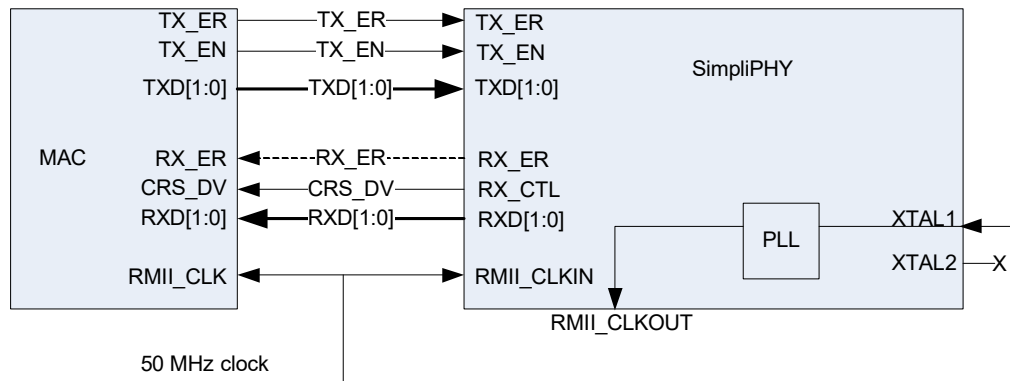 TX_ER TX_ER TX_ER
TX_EN TX_EN TX_EN
SimpliPHY
TXD[1:0] TXD[1:0] TXD[1:0]
MAC
RX_ER RX_ER RX_ER
CRS_DV CRS_DV RX_CTL
RXD[1:0] RXD[1:0] RXD[1:0]
XTAL1
PLL
XTAL2 X
RMII_CLK RMII_CLKIN
RMII_CLKOUT
50 MHz clock